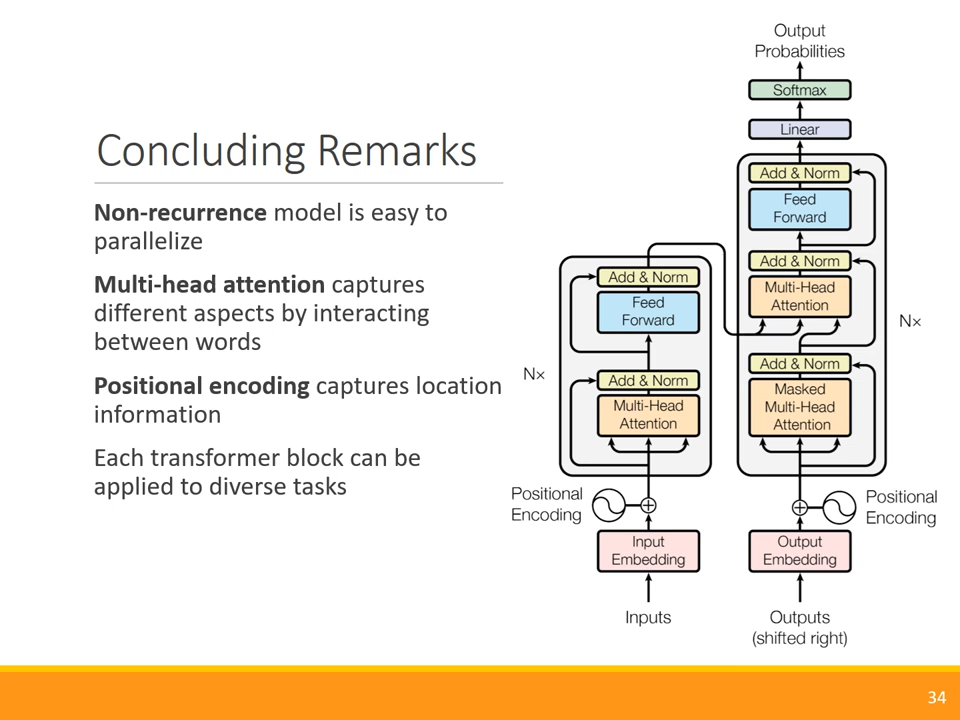 Concluding Remarks
Non-recurrence model is easy to
parallelize
Multi-head attention captures
different aspects by interacting
between words
Positional encoding captures location
information
Each transformer block can be
applied to diverse tasks
Output
Probabilities
Softmax
Linear
Add & Norm
Feed
Forward
Add & Norm
Multi-Head
Attention
Add & Norm
Masked
Multi-Head
Attention
N×
Positional
Encoding
Output
Embedding
Outputs
(shifted right)
Add & Norm
Feed
Forward
Add & Norm
Multi-Head
Attention
N×
Positional
Encoding
Input
Embedding
Inputs
34